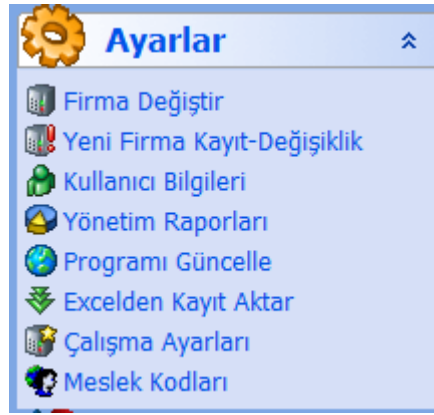 Ayarlar
Firma Değiştir
Yeni Firma Kayıt-Değişiklik
Kullanıcı Bilgileri
Yönetim Raporları
Programı Güncelle
Excelden Kayıt Aktar
Çalışma Ayarları
Meslek Kodları